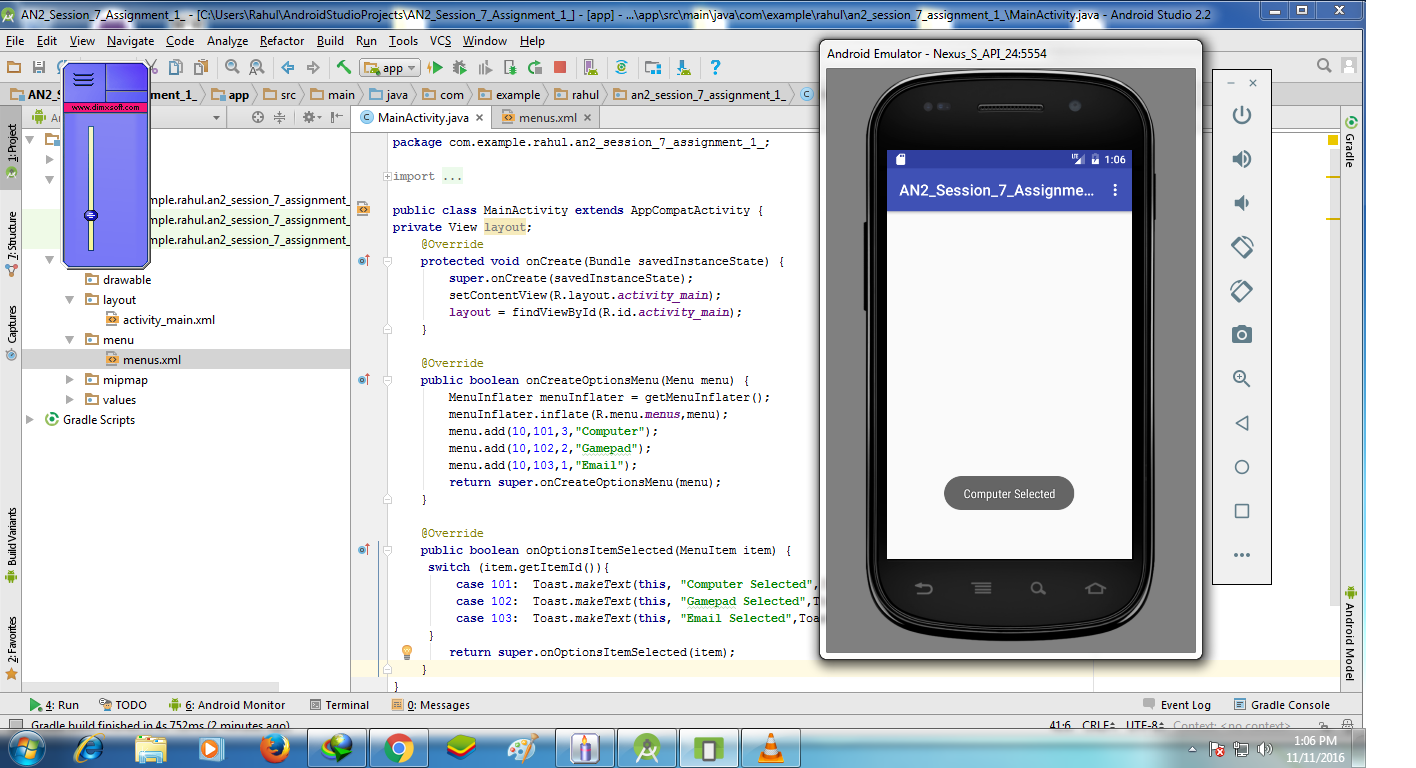 AN2_Session_7_Assignment_1_ - [C:\Users\Rahul\AndroidStudioProjects\AN2_Session_7_Assignment_1_] - [app] - ...\app\src\main\java\com\example\rahul\an2_session_7_assignment_1_\MainActivity.java - Android Studio 2.2
File Edit View Navigate Code Analyze Refactor Build Run Tools VCS Window Help
app
AN2_S nment_1_ app src main java com example rahul an2_session_7_assignment_1_ C
www.dimxsoft.com
MainActivity.java menus.xml
1: Project
7: Structure
Captures
Build Variants
2: Favorites
mple.rahul.an2_session_7_assignment_
mple.rahul.an2_session_7_assignment_
mple.rahul.an2_session_7_assignment_
drawable
layout
activity_main.xml
menu
menus.xml
mipmap
values
Gradle Scripts
package com.example.rahul.an2_session_7_assignment_1_;
import ...
public class MainActivity extends AppCompatActivity {
private View layout;
@Override
protected void onCreate(Bundle savedInstanceState) {
super.onCreate(savedInstanceState);
setContentView(R.layout.activity_main);
layout = findViewById(R.id.activity_main);
}
@Override
public boolean onCreateOptionsMenu(Menu menu) {
MenuInflater menuInflater = getMenuInflater();
menuInflater.inflate(R.menu.menus,menu);
menu.add(10,101,3,"Computer");
menu.add(10,102,2,"Gamepad");
menu.add(10,103,1,"Email");
return super.onCreateOptionsMenu(menu);
}
@Override
public boolean onOptionsItemSelected(MenuItem item) {
switch (item.getItemId()){
case 101: Toast.makeText(this, "Computer Selected",
case 102: Toast.makeText(this, "Gamepad Selected",T
case 103: Toast.makeText(this, "Email Selected",Toa
}
return super.onOptionsItemSelected(item);
}
}
Android Emulator - Nexus_S_API_24:5554
LTE 1:06
AN2_Session_7_Assignme...
Computer Selected
Gradle
Android Model
4: Run TODO 6: Android Monitor Terminal 0: Messages Event Log Gradle Console
Gradle build finished in 4s 752ms (2 minutes ago) 41:6 CRLF UTF-8 Context: <no context>
1:06 PM
11/11/2016